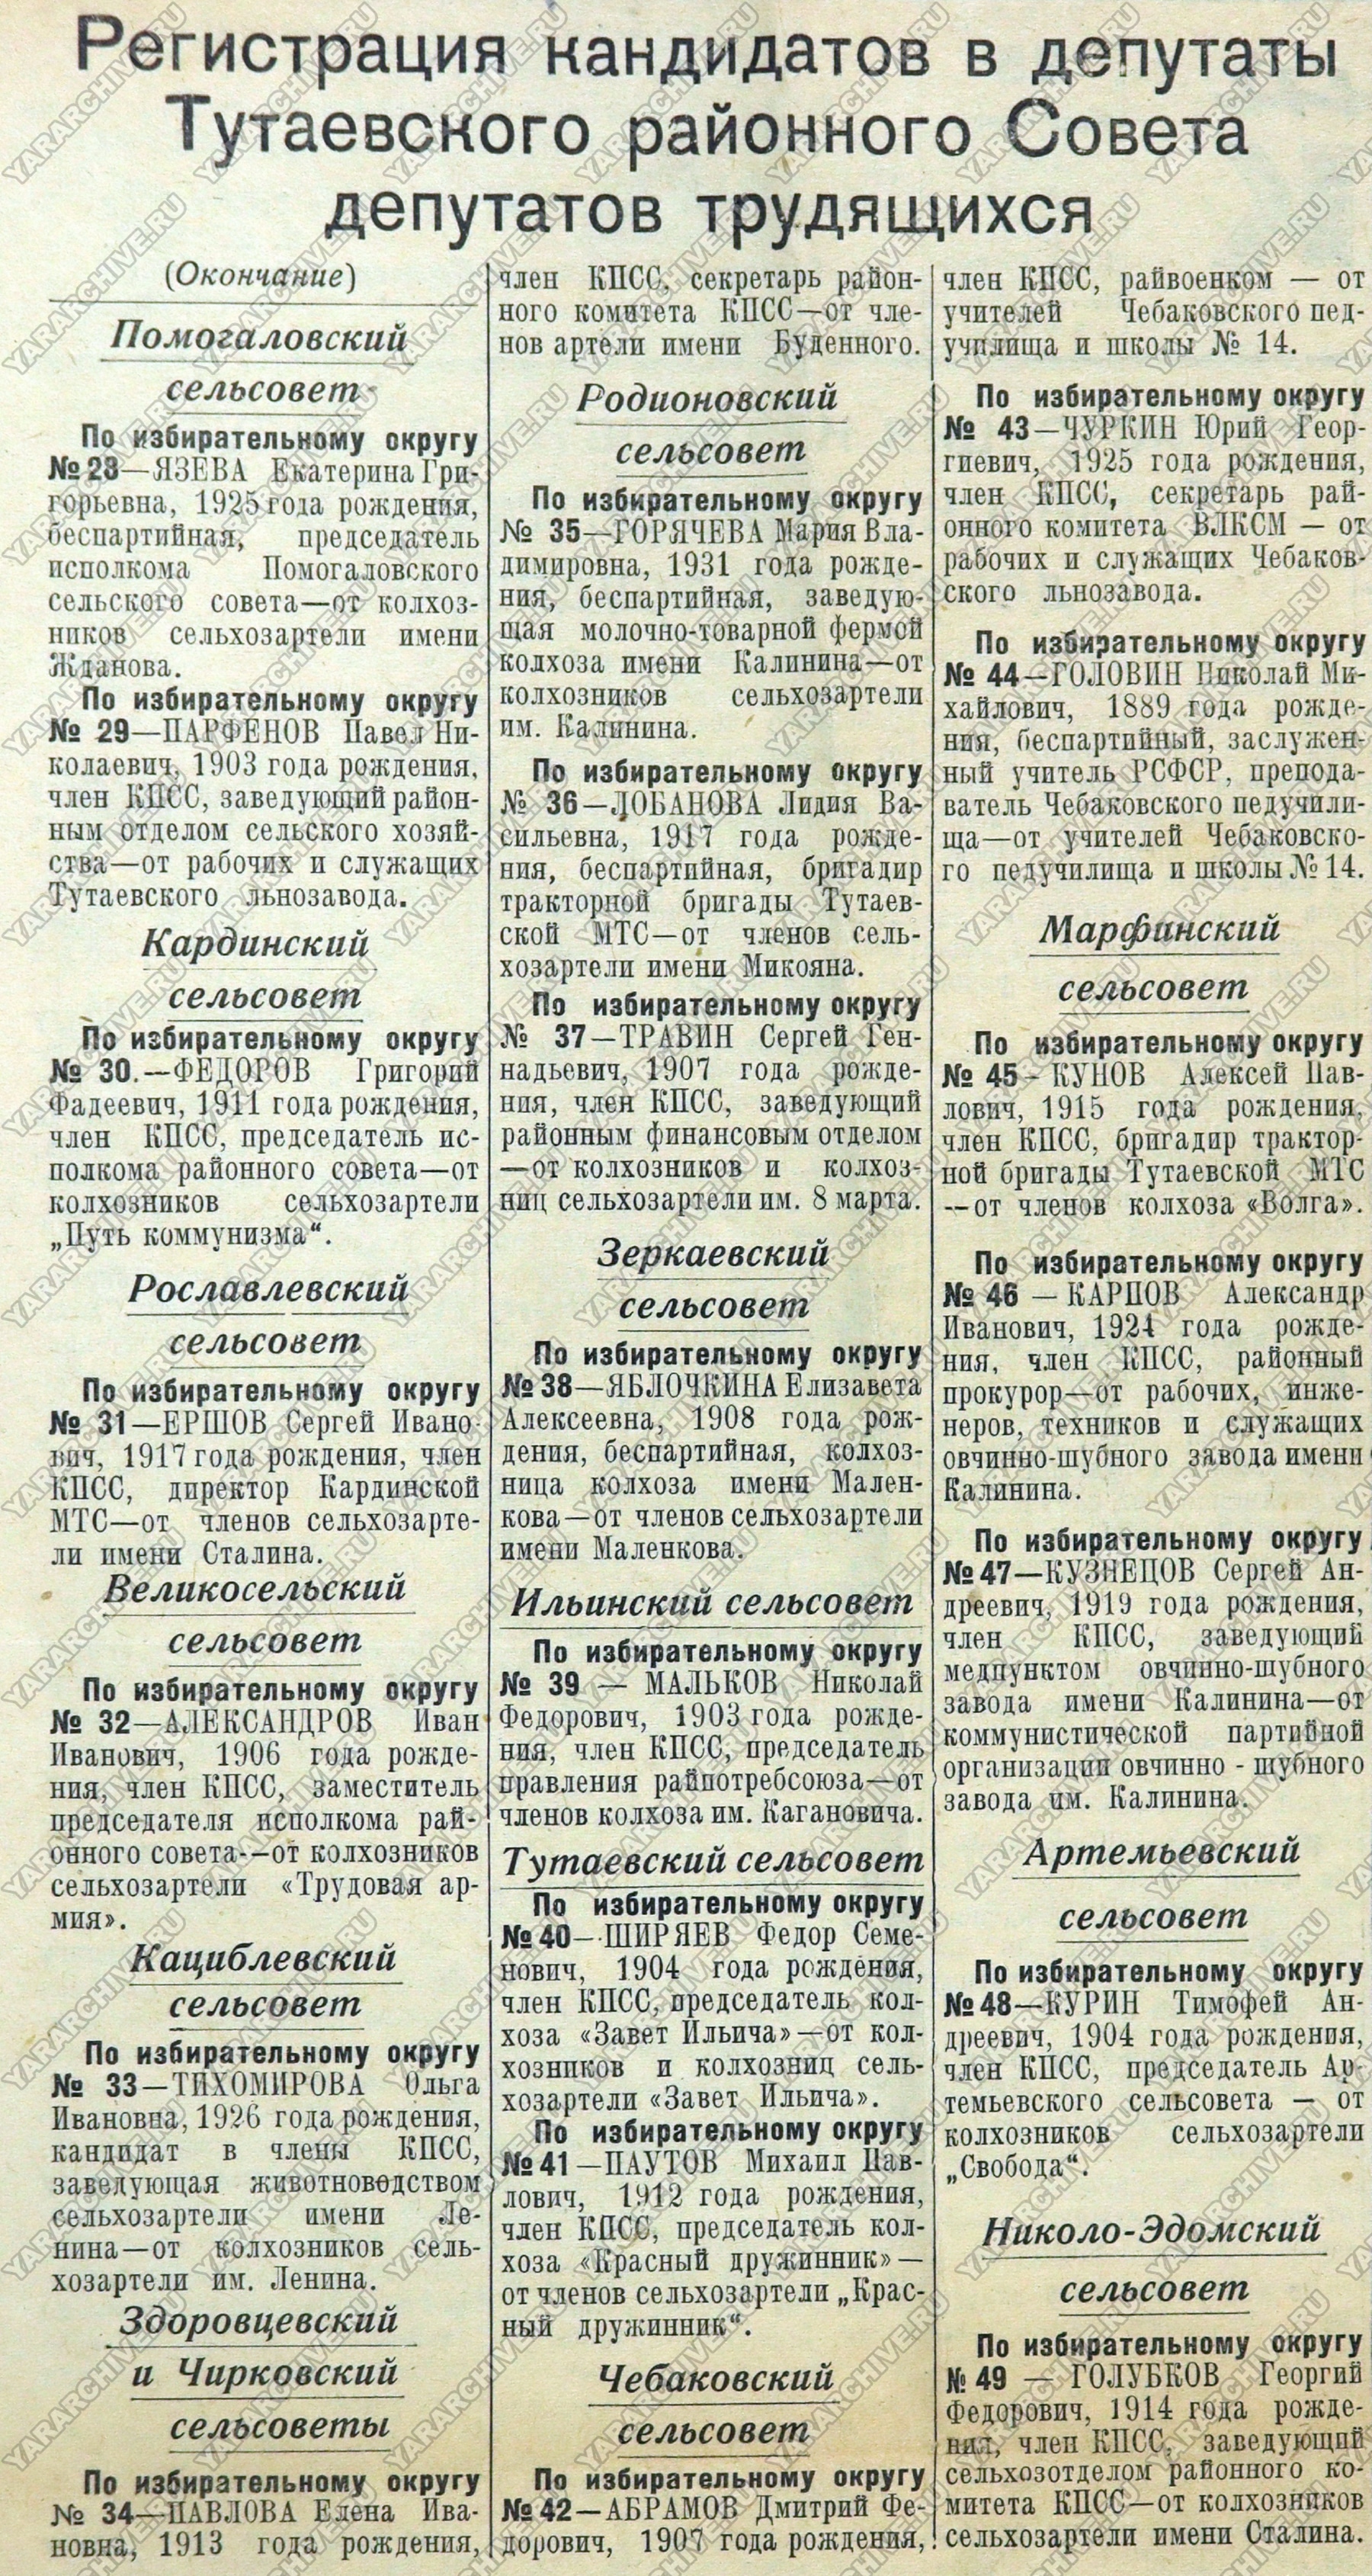 Регистрация кандидатов в депутаты
Тутаевского районного Совета
депутатов трудящихся
(Окончание)
Помогаловский
сельсовет
По избирательному округу
№ 28—ЯЗЕВА Екатерина Гри-
горьевна, 1925 года рождения,
беспартийная, председатель
исполкома Помогаловского
сельского совета—от колхоз-
ников сельхозартели имени
Жданова.
По избирательному округу
№ 29—ПАРФЕНОВ Павел Ни-
колаевич, 1903 года рождения,
член КПСС, заведующий район-
ным отделом сельского хозяй-
ства—от рабочих и служащих
Тутаевского льнозавода.
Кардинский
сельсовет
По избирательному округу
№ 30.—ФЕДОРОВ Григорий
Фадеевич, 1911 года рождения,
член КПСС, председатель ис-
полкома районного совета—от
колхозников сельхозартели
„Путь коммунизма“.
Рославлевский
сельсовет
По избирательному округу
№ 31—ЕРШОВ Сергей Ивано-
вич, 1917 года рождения, член
КПСС, директор Кардинской
МТС—от членов сельхозарте-
ли имени Сталина.
Великосельский
сельсовет
По избирательному округу
№ 32—АЛЕКСАНДРОВ Иван
Иванович, 1906 года рожде-
ния, член КПСС, заместитель
председателя исполкома рай-
онного совета—от колхозников
сельхозартели «Трудовая ар-
мия».
Кациблевский
сельсовет
По избирательному округу
№ 33—ТИХОМИРОВА Ольга
Ивановна, 1926 года рождения,
кандидат в члены КПСС,
заведующая животноводством
сельхозартели имени Ле-
нина—от колхозников сель-
хозартели им. Ленина.
Здоровцевский
и Чирковский
сельсоветы
По избирательному округу
№ 34—ПАВЛОВА Елена Ива-
новна, 1913 года рождения,
член КПСС, секретарь район-
ного комитета КПСС—от чле-
нов артели имени Буденного.
Родионовский
сельсовет
По избирательному округу
№ 35—ГОРЯЧЕВА Мария Вла-
димировна, 1931 года рожде-
ния, беспартийная, заведую-
щая молочно-товарной фермой
колхоза имени Калинина—от
колхозников сельхозартели
им. Калинина.
По избирательному округу
№ 36—ЛОБАНОВА Лидия Ва-
сильевна, 1917 года рожде-
ния, беспартийная, бригадир
тракторной бригады Тутаев-
ской МТС—от членов сель-
хозартели имени Микояна.
По избирательному округу
№ 37—ТРАВИН Сергей Ген-
надьевич, 1907 года рожде-
ния, член КПСС, заведующий
районным финансовым отделом
—от колхозников и колхоз-
ниц сельхозартели им. 8 марта.
Зеркаевский
сельсовет
По избирательному округу
№ 38—ЯБЛОЧКИНА Елизавета
Алексеевна, 1908 года рож-
дения, беспартийная, колхоз-
ница колхоза имени Мален-
кова—от членов сельхозартели
имени Маленкова.
Ильинский сельсовет
По избирательному округу
№ 39 — МАЛЬКОВ Николай
Федорович, 1903 года рожде-
ния, член КПСС, председатель
правления райпотребсоюза—от
членов колхоза им. Кагановича.
Тутаевский сельсовет
По избирательному округу
№ 40—ШИРЯЕВ Федор Семе-
нович, 1904 года рождения,
член КПСС, председатель кол-
хоза «Завет Ильича»—от кол-
хозников и колхозниц сель-
хозартели «Завет Ильича».
По избирательному округу
№ 41—ПАУТОВ Михаил Пав-
лович, 1912 года рождения,
член КПСС, председатель кол-
хоза «Красный дружинник»—
от членов сельхозартели „Крас-
ный дружинник“.
Чебаковский
сельсовет
По избирательному округу
№ 42—АБРАМОВ Дмитрий Фе-
дорович, 1907 года рождения,
член КПСС, райвоенком — от
учителей Чебаковского пед-
училища и школы № 14.
По избирательному округу
№ 43—ЧУРКИН Юрий Геор-
гиевич, 1925 года рождения,
член КПСС, секретарь рай-
онного комитета ВЛКСМ — от
рабочих и служащих Чебаков-
ского льнозавода.
По избирательному округу
№ 44—ГОЛОВИН Николай Ми-
хайлович, 1889 года рожде-
ния, беспартийный, заслужен-
ный учитель РСФСР, препода-
ватель Чебаковского педучили-
ща—от учителей Чебаковско-
го педучилища и школы № 14.
Марфинский
сельсовет
По избирательному округу
№ 45—КУНОВ Алексей Пав-
лович, 1915 года рождения,
член КПСС, бригадир трактор-
ной бригады Тутаевской МТС
—от членов колхоза «Волга».
По избирательному округу
№ 46 — КАРПОВ Александр
Иванович, 1924 года рожде-
ния, член КПСС, районный
прокурор—от рабочих, инже-
неров, техников и служащих
овчинно-шубного завода имени
Калинина.
По избирательному округу
№ 47—КУЗНЕЦОВ Сергей Ан-
дреевич, 1919 года рождения,
член КПСС, заведующий
медпунктом овчинно-шубного
завода имени Калинина—от
коммунистической партийной
организации овчинно - шубного
завода им. Калинина.
Артемьевский
сельсовет
По избирательному округу
№ 48—КУРИН Тимофей Ан-
дреевич, 1904 года рождения,
член КПСС, председатель Ар-
темьевского сельсовета — от
колхозников сельхозартели
„Свобода“.
Николо-Эдомский
сельсовет
По избирательному округу
№ 49 — ГОЛУБКОВ Георгий
Федорович, 1914 года рожде-
ния, член КПСС, заведующий
сельхозотделом районного ко-
митета КПСС—от колхозников
сельхозартели имени Сталина.